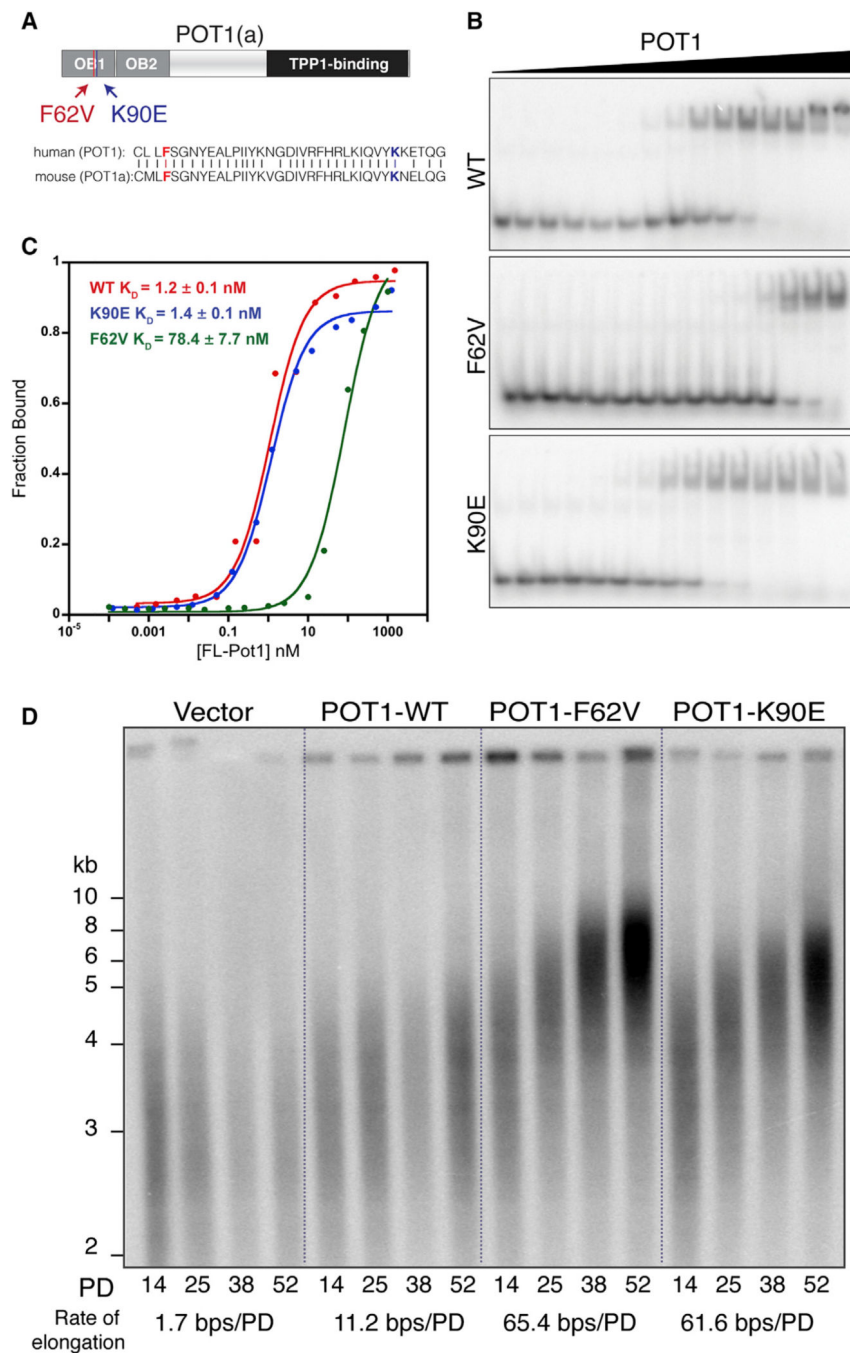 A
POT1(a)
OB1 OB2 TPP1-binding
F62V K90E
human (POT1): CL LFSGNYEALPIIYKNGDIVRFHRLKIQVYKKETQG
mouse (POT1a):CMLFSGNYEALPIIYKVGDIVRFHRLKIQVYKNELQG
B
POT1
WT
F62V
K90E
C
WT KD = 1.2 ± 0.1 nM
K90E KD = 1.4 ± 0.1 nM
F62V KD = 78.4 ± 7.7 nM
Fraction Bound
1
0.8
0.6
0.4
0.2
0
10-5 0.001 0.1 10 1000
[FL-Pot1] nM
D
Vector POT1-WT POT1-F62V POT1-K90E
kb
10
8
6
5
4
3
2
PD 14 25 38 52 14 25 38 52 14 25 38 52 14 25 38 52
Rate of
elongation 1.7 bps/PD 11.2 bps/PD 65.4 bps/PD 61.6 bps/PD